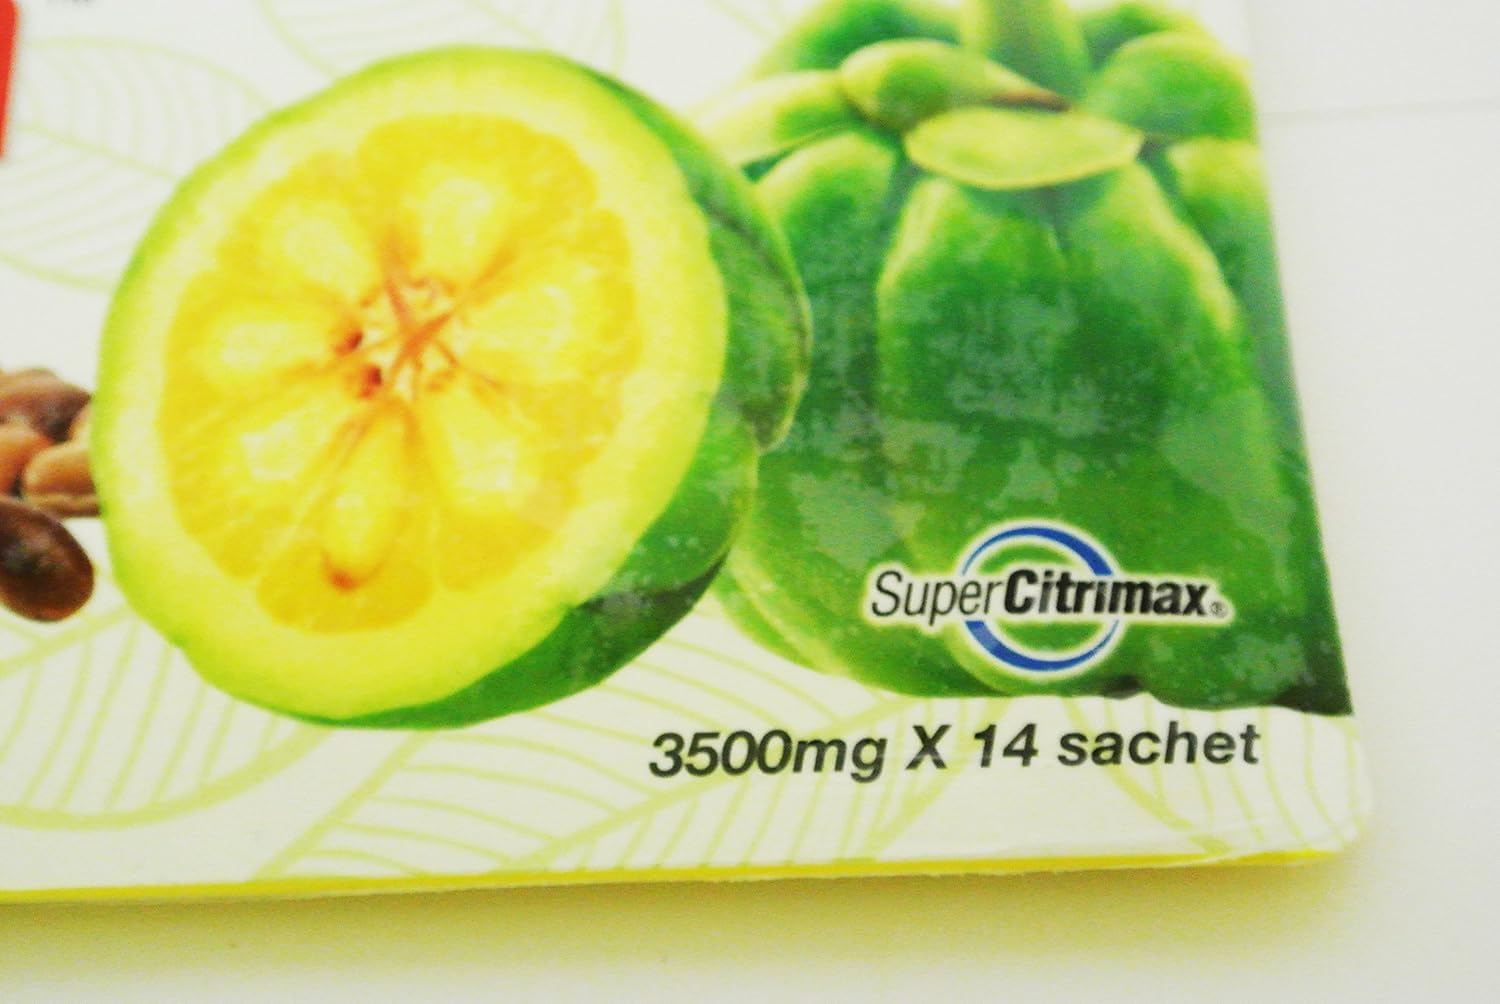 SuperCitrimax®
3500mg X 14 sachet